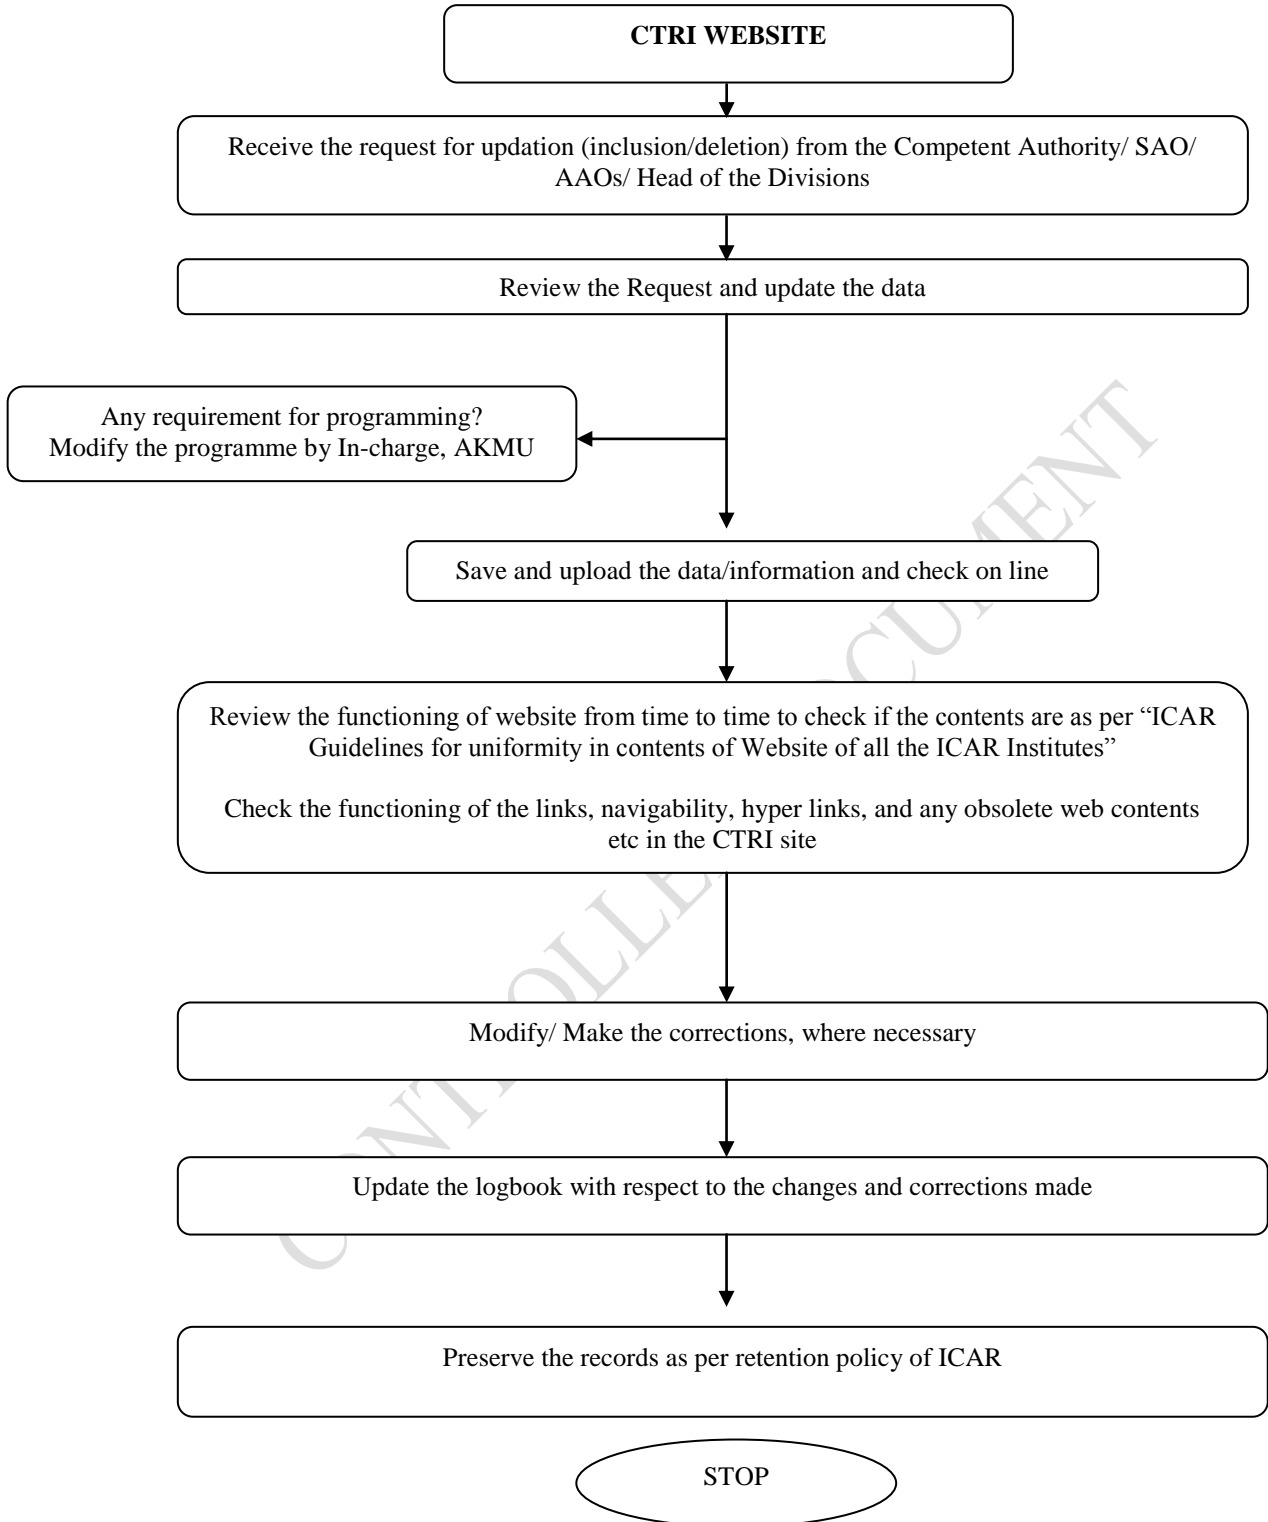 CTRI WEBSITE
Receive the request for updation (inclusion/deletion) from the Competent Authority/ SAO/
AAOs/ Head of the Divisions
Review the Request and update the data
Any requirement for programming?
Modify the programme by In-charge, AKMU
Save and upload the data/information and check on line
Review the functioning of website from time to time to check if the contents are as per “ICAR
Guidelines for uniformity in contents of Website of all the ICAR Institutes”
Check the functioning of the links, navigability, hyper links, and any obsolete web contents
etc in the CTRI site
Modify/ Make the corrections, where necessary
Update the logbook with respect to the changes and corrections made
Preserve the records as per retention policy of ICAR
STOP
CONTROLLED DOCUMENT